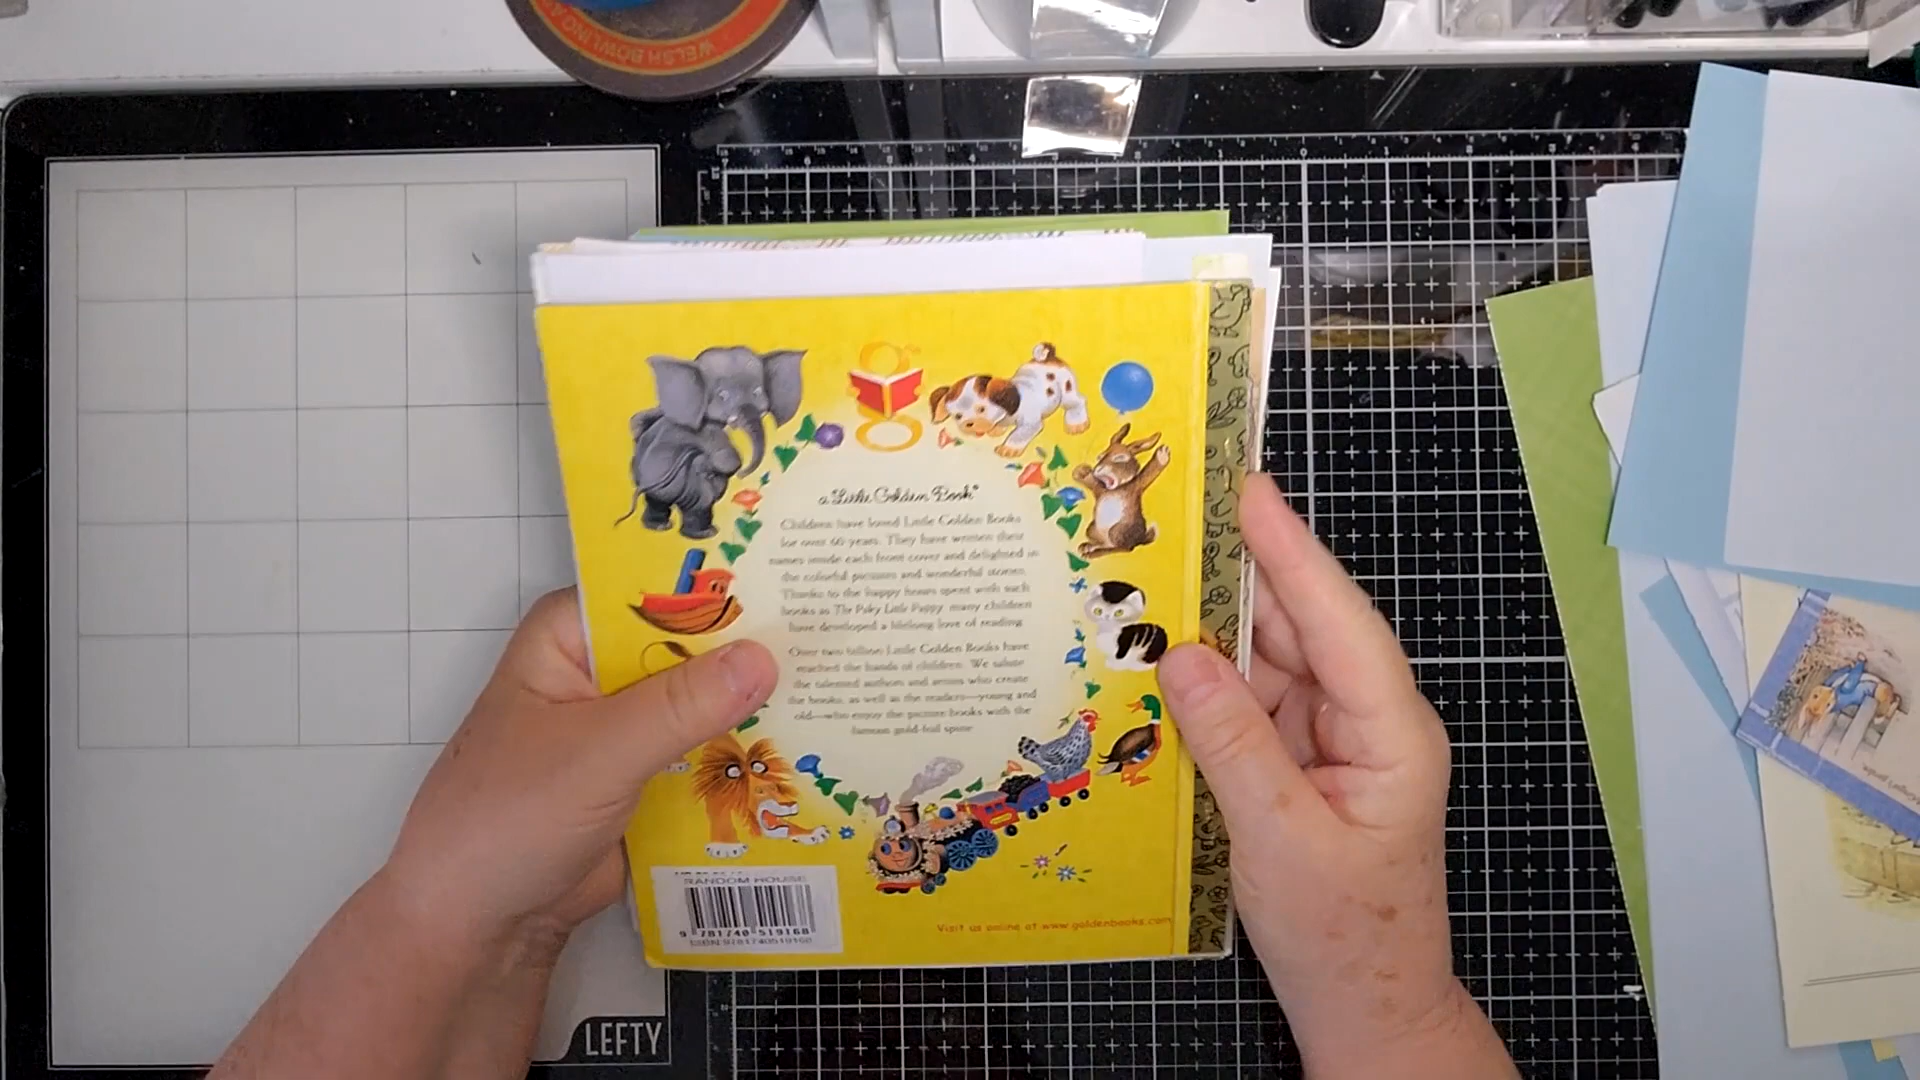 WELSH BOWLING A
a Little Golden Book®
Children have loved Little Golden Books
for over 60 years. They have written their
names inside each front cover and delighted in
the colorful pictures and wonderful stories.
Thanks to the happy hours spent with such
books as The Poky Little Puppy, many children
have developed a lifelong love of reading.
Over two billion Little Golden Books have
reached the hands of children. We salute
the talented authors and artists who create
the books, as well as the readers—young and
old—who enjoy the picture books with the
famous gold-foil spine
RANDOM HOUSE
9 781740 519168
ISBN 9781740519168
Visit us online at www.goldenbooks.com
LEFTY